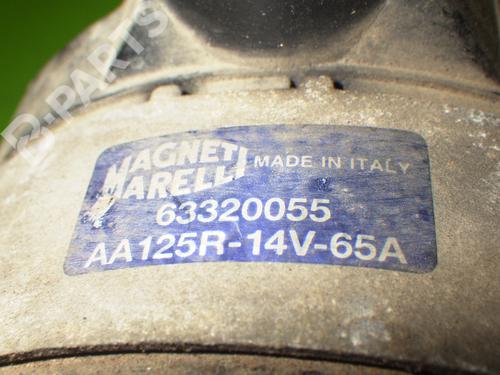 B-PARTS
MAGNETI MARELLI MADE IN ITALY
63320055
AA125R-14V-65A